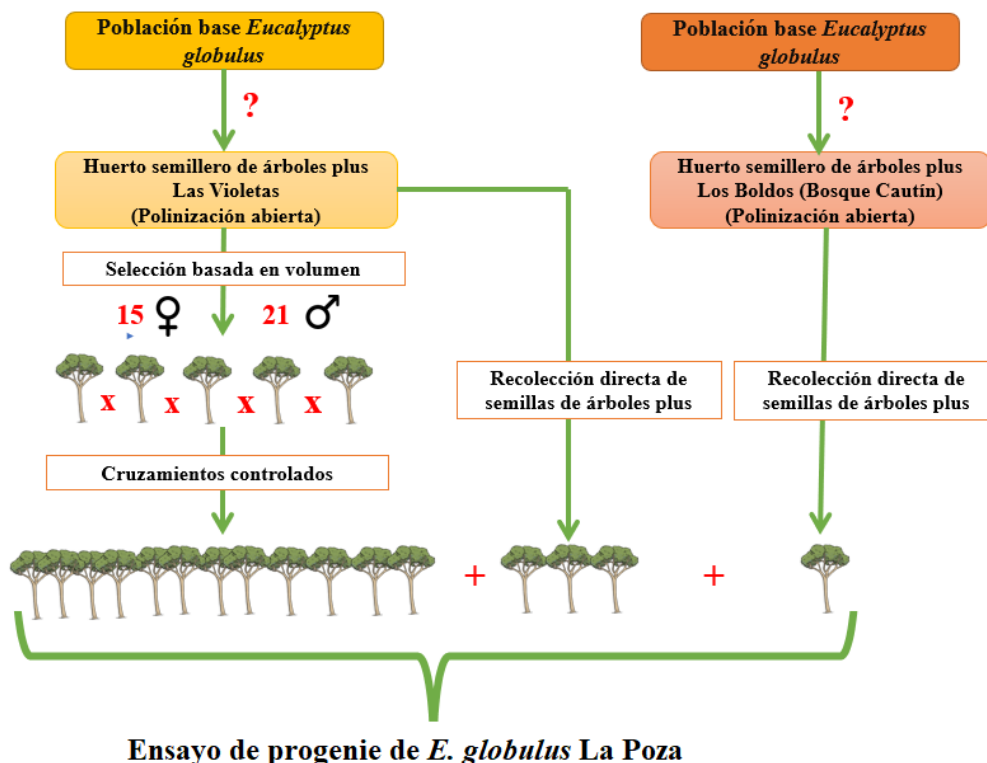 Población base Eucalyptus
globulus
?
Huerto semillero de árboles plus
Las Violetas
(Polinización abierta)
Selección basada en volumen
15 ♀ 21 ♂
x x x x
Cruzamientos controlados
Población base Eucalyptus
globulus
?
Huerto semillero de árboles plus
Los Boldos (Bosque Cautín)
(Polinización abierta)
Recolección directa de
semillas de árboles plus
Recolección directa de
semillas de árboles plus
+ +
Ensayo de progenie de E. globulus La Poza